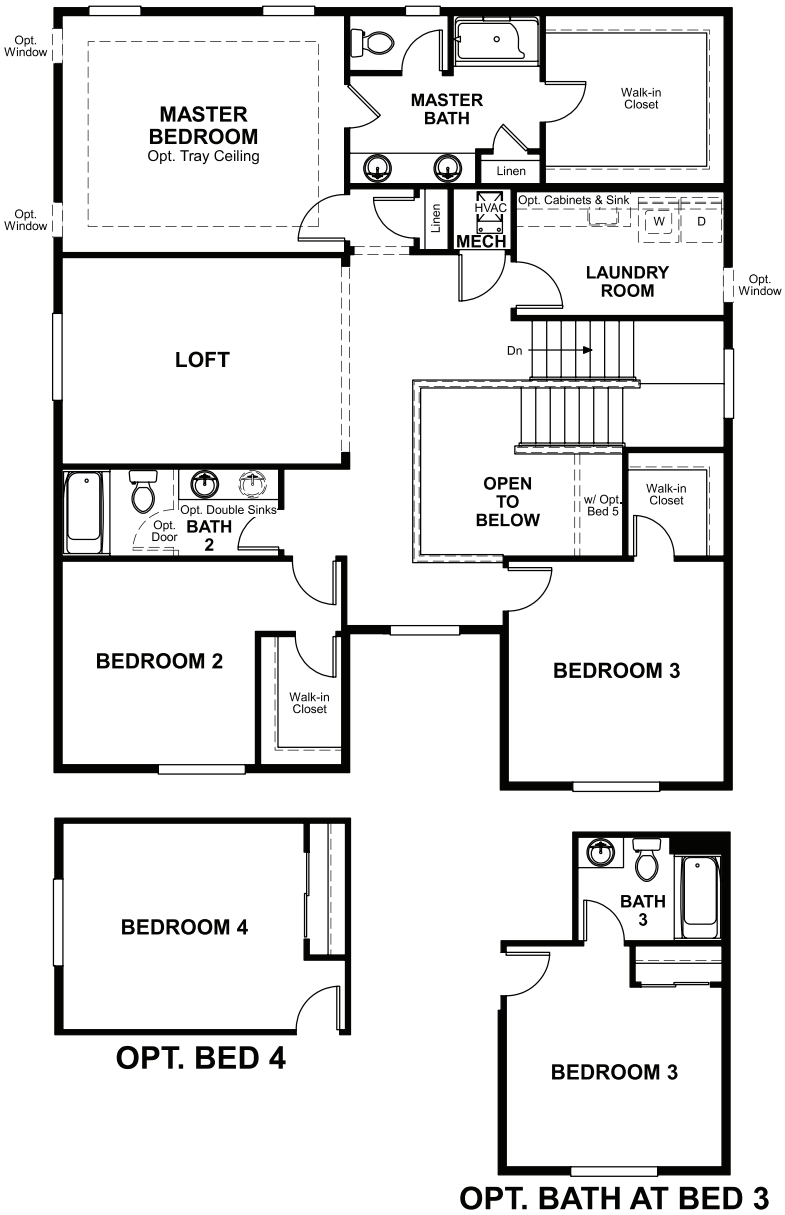 Opt.
Window
MASTER
BEDROOM
Opt. Tray Ceiling
MASTER
BATH
Walk-in
Closet
Linen
Opt.
Window
Linen
HVAC
MECH
Opt. Cabinets & Sink
W
D
LAUNDRY
ROOM
Opt.
Window
LOFT
Dn
OPEN
TO
BELOW
w/ Opt.
Bed 5
Walk-in
Closet
Opt. Double Sinks
Opt.
Door
BATH
2
BEDROOM 2
Walk-in
Closet
BEDROOM 3
BEDROOM 4
OPT. BED 4
BATH
3
BEDROOM 3
OPT. BATH AT BED 3